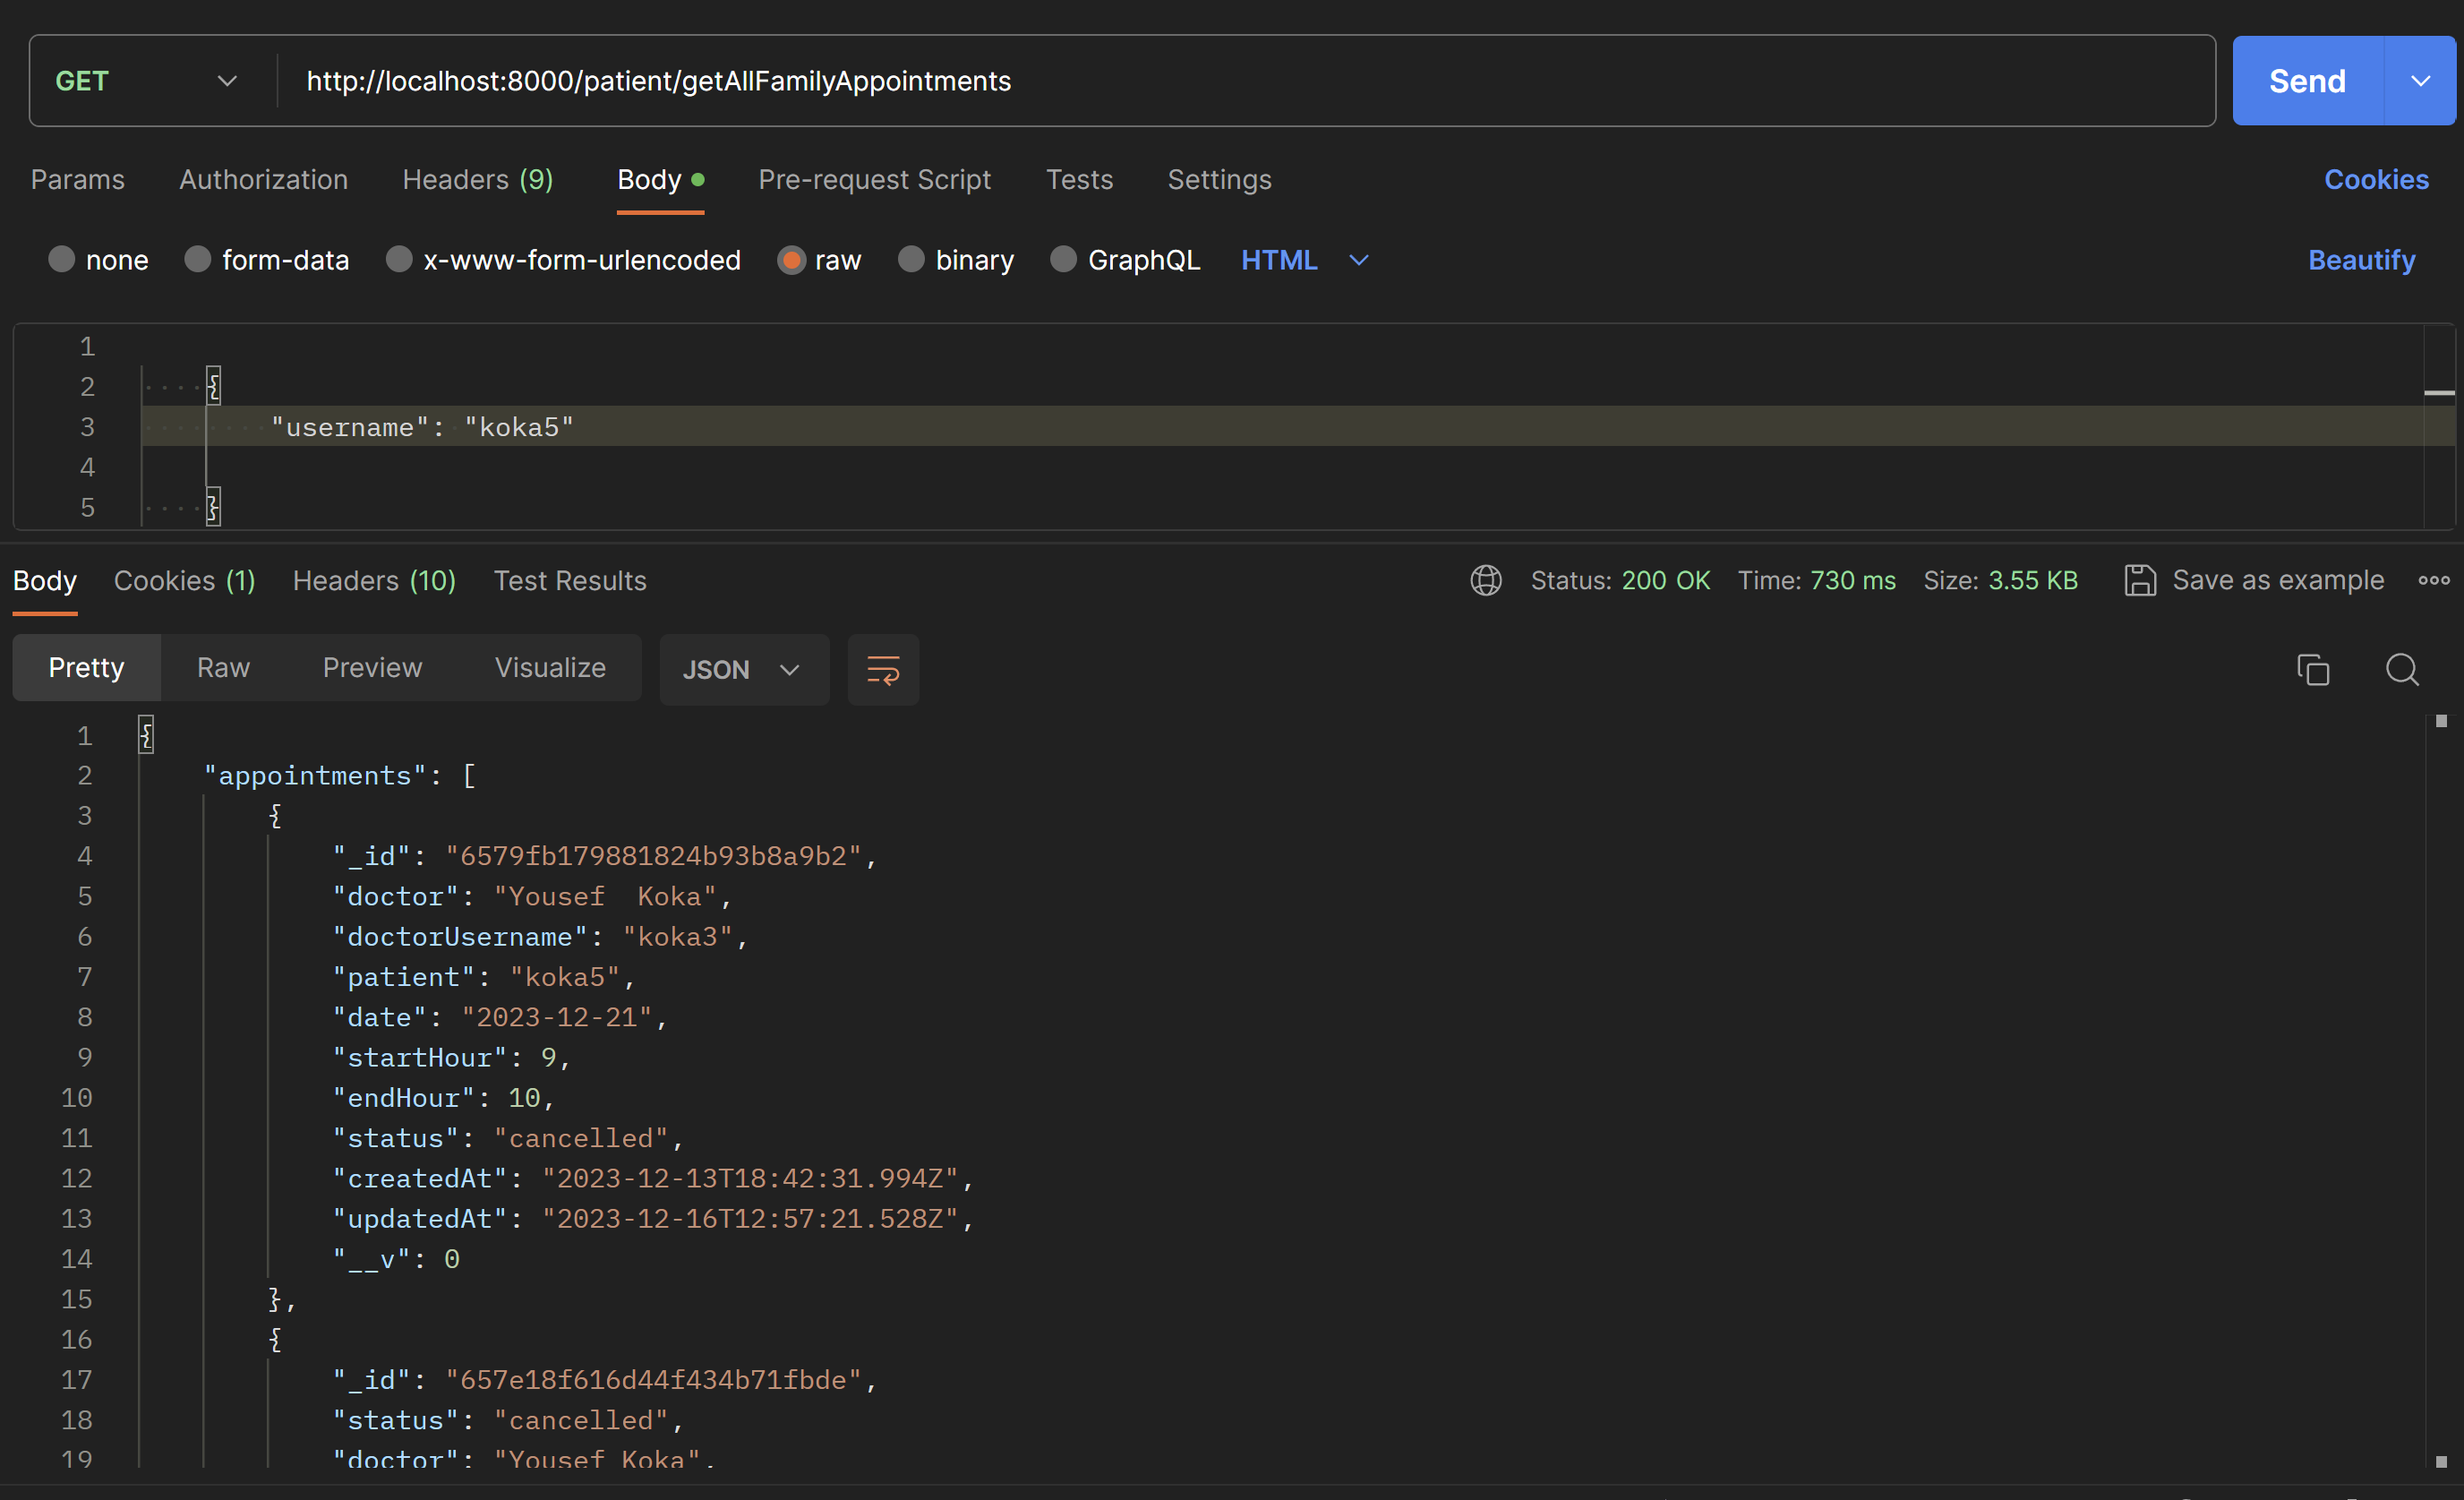 GET http://localhost:8000/patient/getAllFamilyAppointments Send
Params Authorization Headers (9) Body Pre-request Script Tests Settings Cookies
none form-data x-www-form-urlencoded raw binary GraphQL HTML Beautify
1
2 {
3 "username": "koka5"
4
5 }
Body Cookies (1) Headers (10) Test Results Status: 200 OK Time: 730 ms Size: 3.55 KB Save as example
Pretty Raw Preview Visualize JSON
1 {
2 "appointments": [
3 {
4 "_id": "6579fb179881824b93b8a9b2",
5 "doctor": "Yousef  Koka",
6 "doctorUsername": "koka3",
7 "patient": "koka5",
8 "date": "2023-12-21",
9 "startHour": 9,
10 "endHour": 10,
11 "status": "cancelled",
12 "createdAt": "2023-12-13T18:42:31.994Z",
13 "updatedAt": "2023-12-16T12:57:21.528Z",
14 "__v": 0
15 },
16 {
17 "_id": "657e18f616d44f434b71fbde",
18 "status": "cancelled",
19 "doctor": "Yousef Koka",